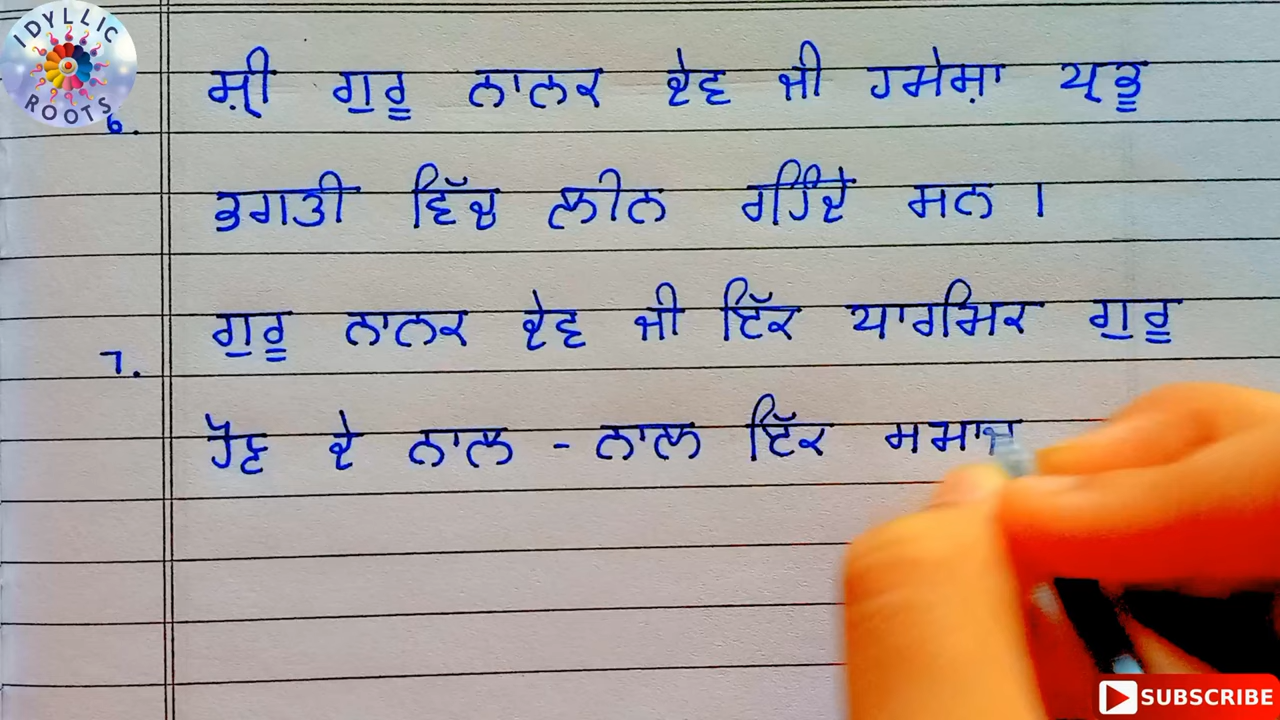 IDYLLIC ROOTS
6. ਸ਼੍ਰੀ ਗੁਰੂ ਨਾਨਕ ਦੇਵ ਜੀ ਹਮੇਸ਼ਾ ਪ੍ਰਭੂ
ਭਗਤੀ ਵਿੱਚ ਲੀਨ ਰਹਿੰਦੇ ਸਨ ।
7. ਗੁਰੂ ਨਾਨਕ ਦੇਵ ਜੀ ਇੱਕ ਧਾਰਮਿਕ ਗੁਰੂ
ਹੋਣ ਦੇ ਨਾਲ - ਨਾਲ ਇੱਕ ਸਮਾਜ
SUBSCRIBE